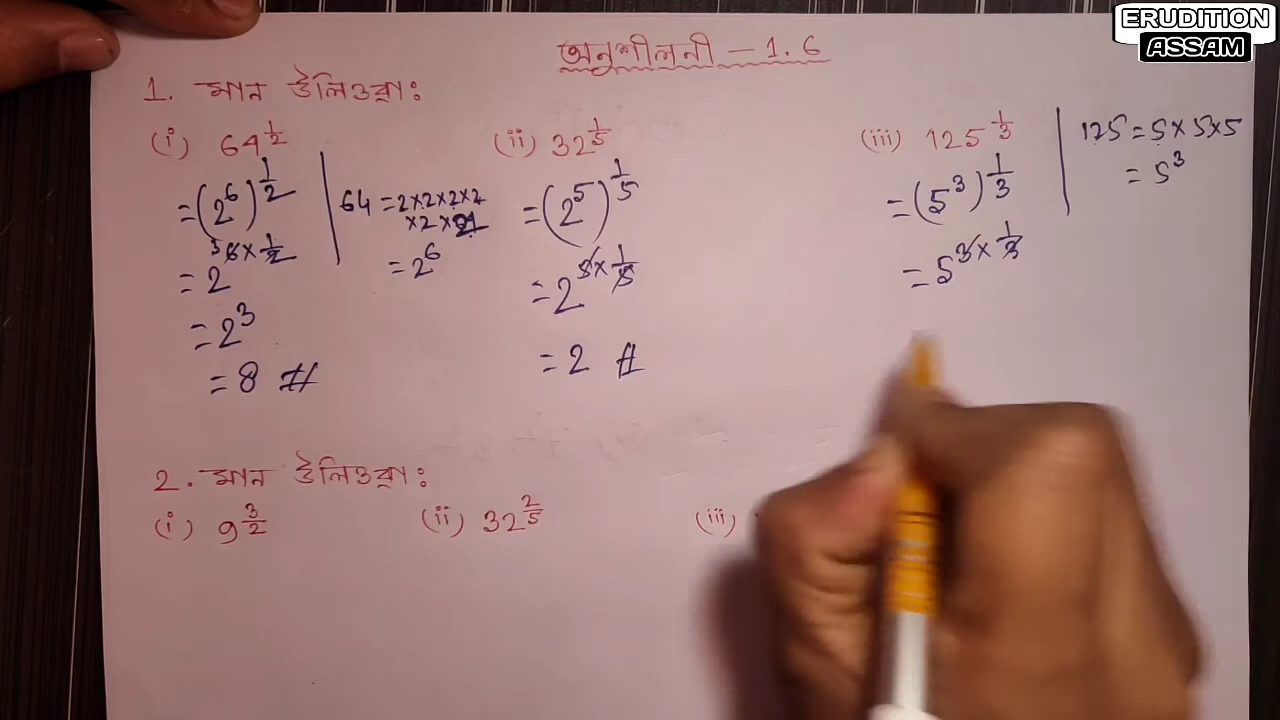 ERUDITION
ASSAM
অনুশীলনী – 1.6
1. মান উলিওৱা:
(i) 64^(1/2)
= (2^6)^(1/2)
= 2^(6×1/2) 3
= 2^3
= 8 #
64 = 2×2×2×2
×2×2
= 2^6
(ii) 32^(1/5)
= (2^5)^(1/5)
= 2^(5×1/5)
= 2 #
(iii) 125^(1/3)
= (5^3)^(1/3)
= 5^(3×1/3)
125 = 5×5×5
= 5^3
2. মান উলিওৱা:
(i) 9^(3/2)
(ii) 32^(2/5)
(iii)